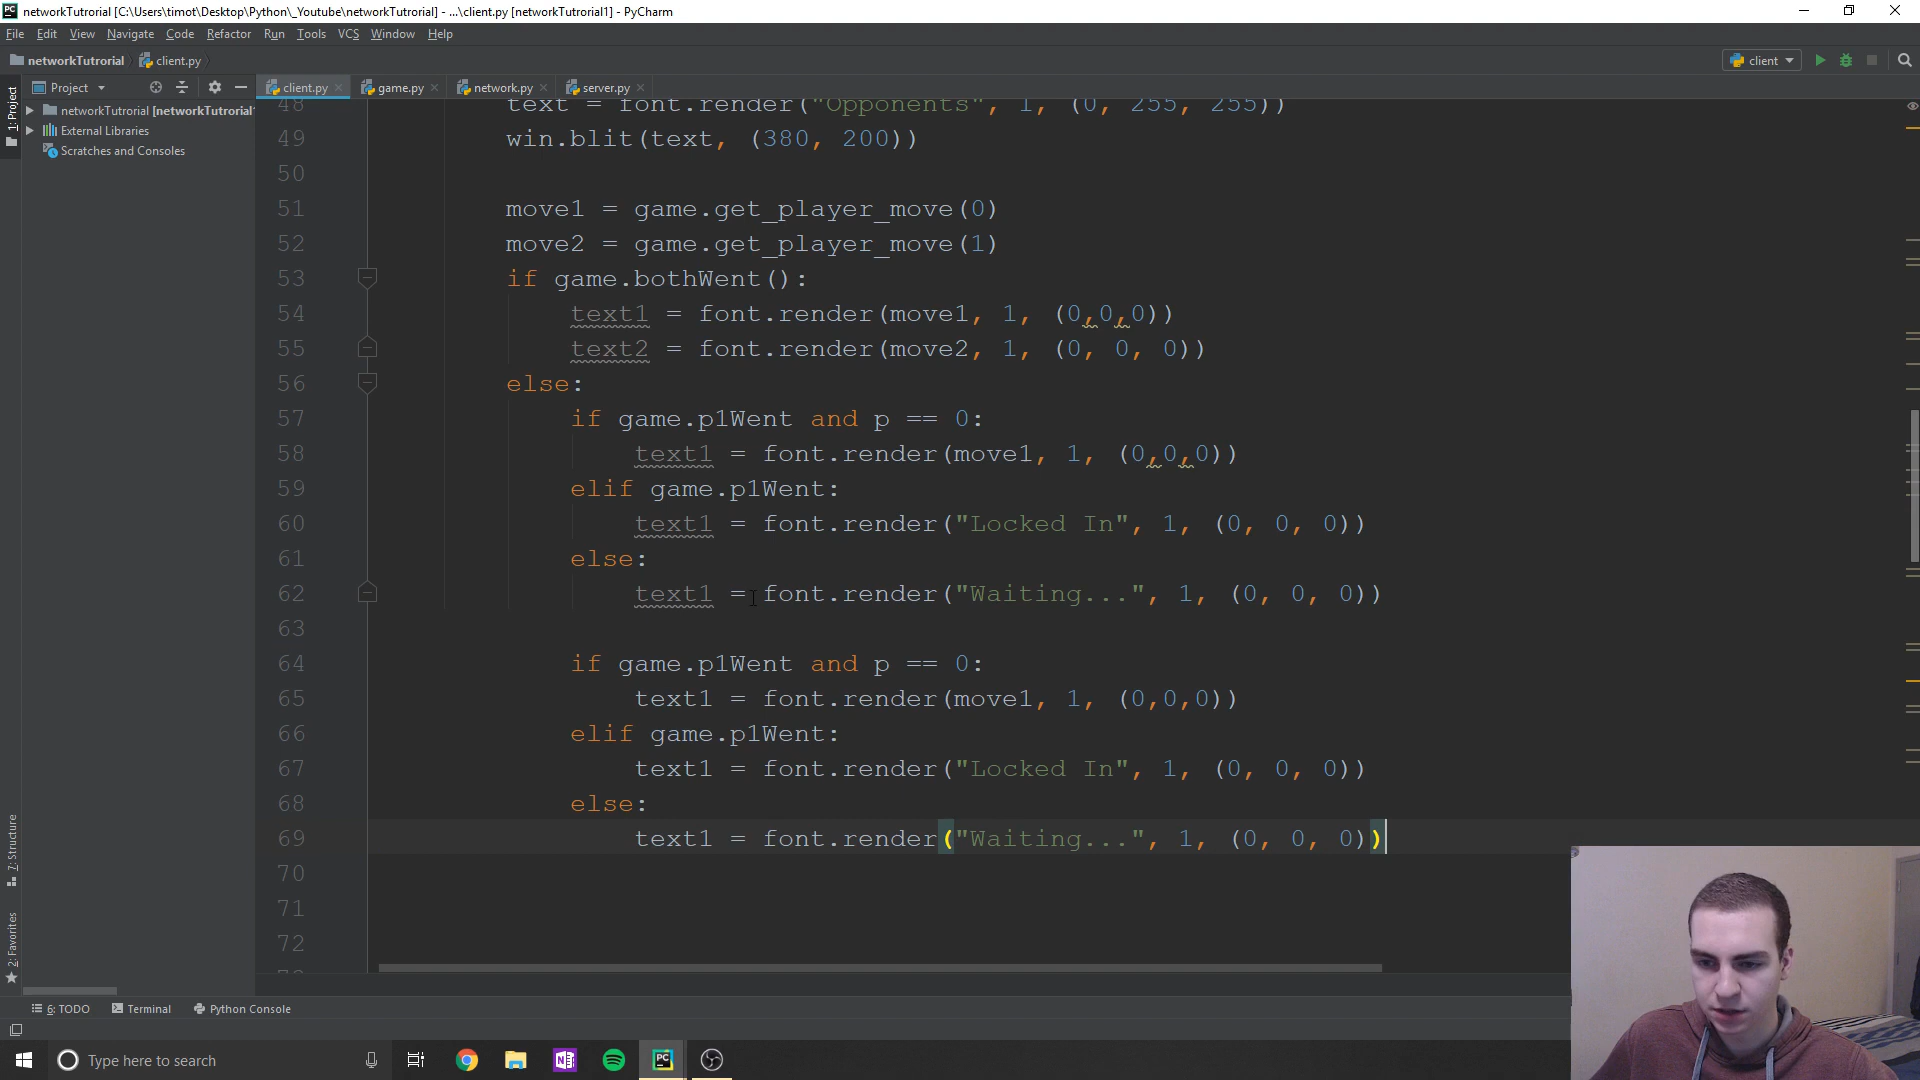 networkTutorial [C:\Users\timot\Desktop\Python\_Youtube\networkTutrorial] - ...\client.py [networkTutorial1] - PyCharm
File Edit View Navigate Code Refactor Run Tools VCS Window Help
networkTutrorial client.py client
Project client.py game.py network.py server.py
1: Project
networkTutrorial [networkTutorial
External Libraries
Scratches and Consoles
48 text = font.render("Opponents", 1, (0, 255, 255))
49 win.blit(text, (380, 200))
50
51 move1 = game.get_player_move(0)
52 move2 = game.get_player_move(1)
53 if game.bothWent():
54 text1 = font.render(move1, 1, (0,0,0))
55 text2 = font.render(move2, 1, (0, 0, 0))
56 else:
57 if game.p1Went and p == 0:
58 text1 = font.render(move1, 1, (0,0,0))
59 elif game.p1Went:
60 text1 = font.render("Locked In", 1, (0, 0, 0))
61 else:
62 text1 = font.render("Waiting...", 1, (0, 0, 0))
63
64 if game.p1Went and p == 0:
65 text1 = font.render(move1, 1, (0,0,0))
66 elif game.p1Went:
67 text1 = font.render("Locked In", 1, (0, 0, 0))
68 else:
69 text1 = font.render("Waiting...", 1, (0, 0, 0))
70
71
72
7: Structure
2: Favorites
6: TODO Terminal Python Console
Type here to search